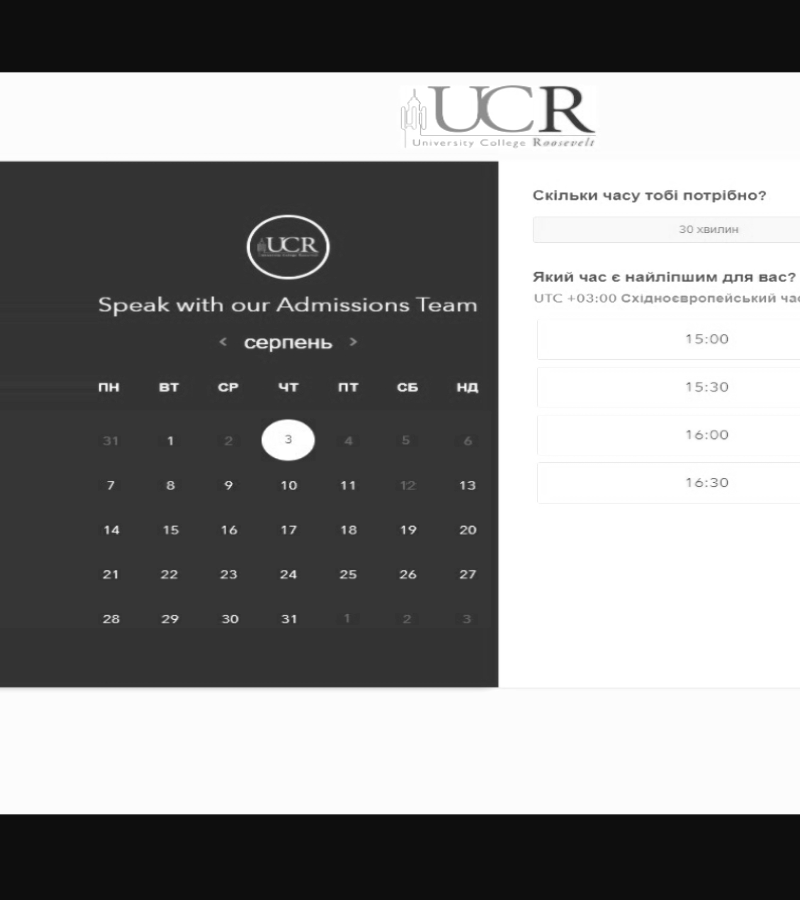 UCR
University College Roosevelt
UCR
Speak with our Admissions Team
< серпень >
ПН ВТ СР ЧТ ПТ СБ НД
31 1 2 3 4 5 6
7 8 9 10 11 12 13
14 15 16 17 18 19 20
21 22 23 24 25 26 27
28 29 30 31 1 2 3
Скільки часу тобі потрібно?
30 хвилин
Який час є найліпшим для вас?
UTC +03:00 Східноєвропейський
15:00
15:30
16:00
16:30